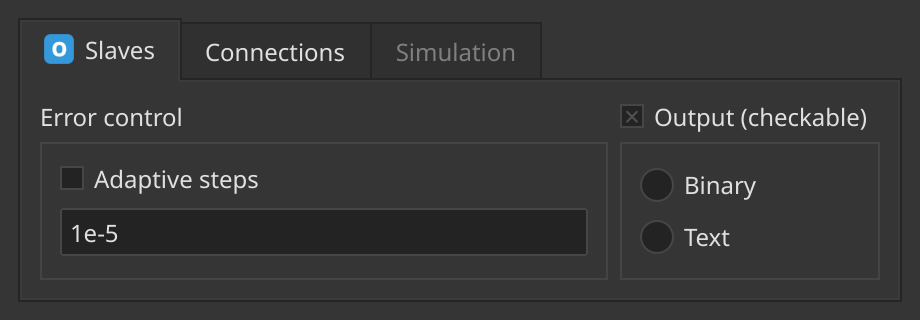 O Slaves
Connections
Simulation
Error control
Adaptive steps
1e-5
Output (checkable)
Binary
Text